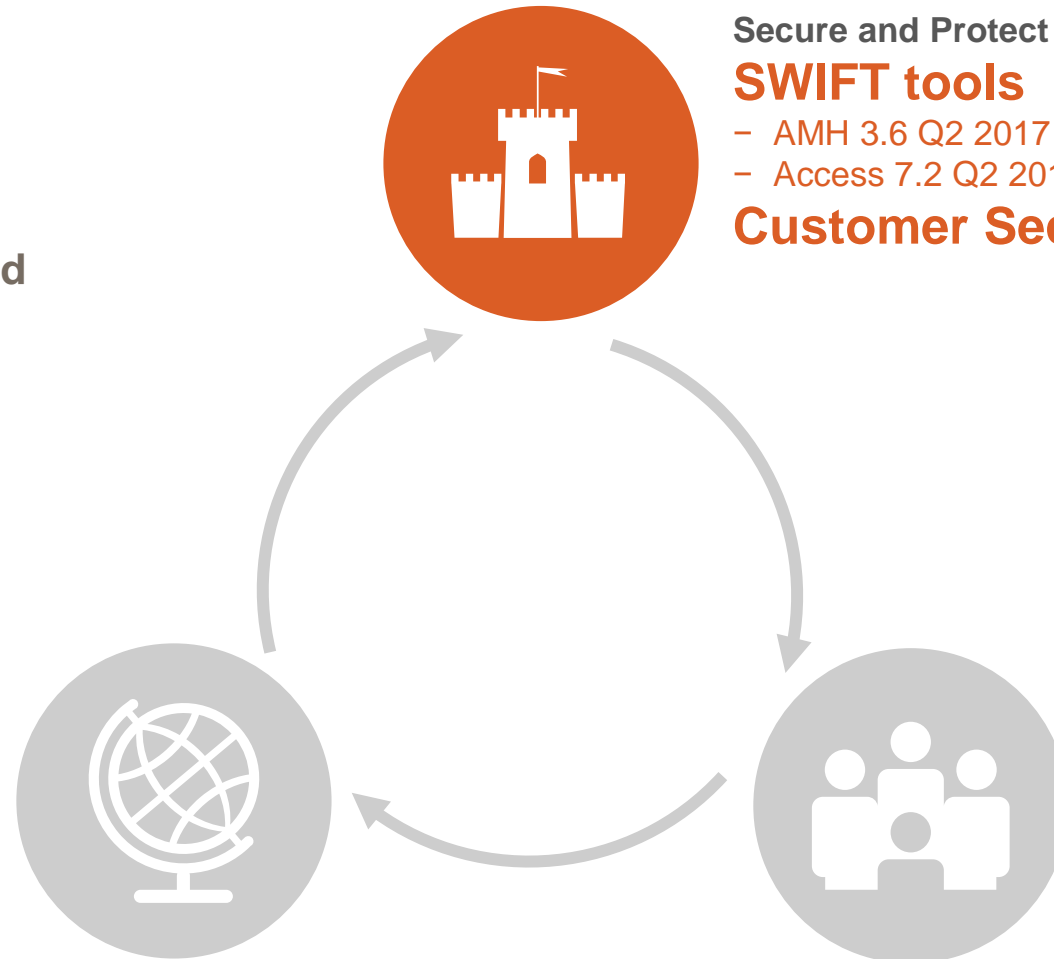 Secure and Protect
SWIFT tools
− AMH 3.6 Q2 2017
− Access 7.2 Q2 201
Customer Sec
d